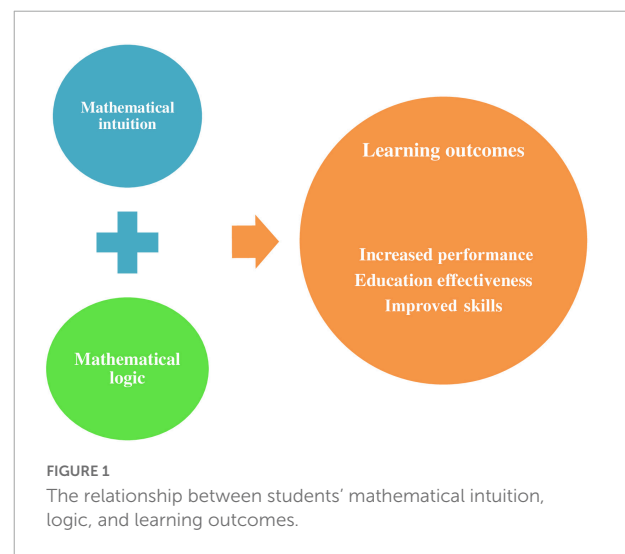 Mathematical
intuition
Learning outcomes
Increased performance
Education effectiveness
Improved skills
Mathematical
logic
FIGURE 1
The relationship between students’ mathematical intuition,
logic, and learning outcomes.